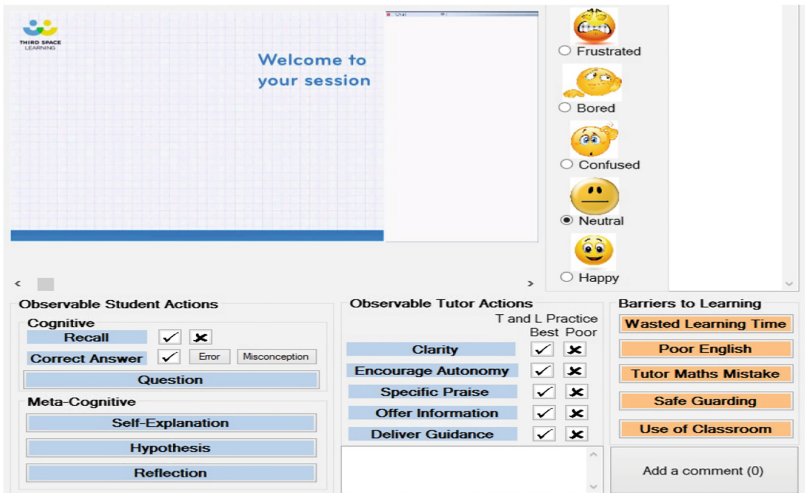 THIRD SPACE
LEARNING
Welcome to
your session
Chat
Frustrated
Bored
Confused
Neutral
Happy
Observable Student Actions
Cognitive
Recall
Correct Answer Error Misconception
Question
Meta-Cognitive
Self-Explanation
Hypothesis
Reflection
Observable Tutor Actions
T and L Practice
Best Poor
Clarity
Encourage Autonomy
Specific Praise
Offer Information
Deliver Guidance
Barriers to Learning
Wasted Learning Time
Poor English
Tutor Maths Mistake
Safe Guarding
Use of Classroom
Add a comment (0)